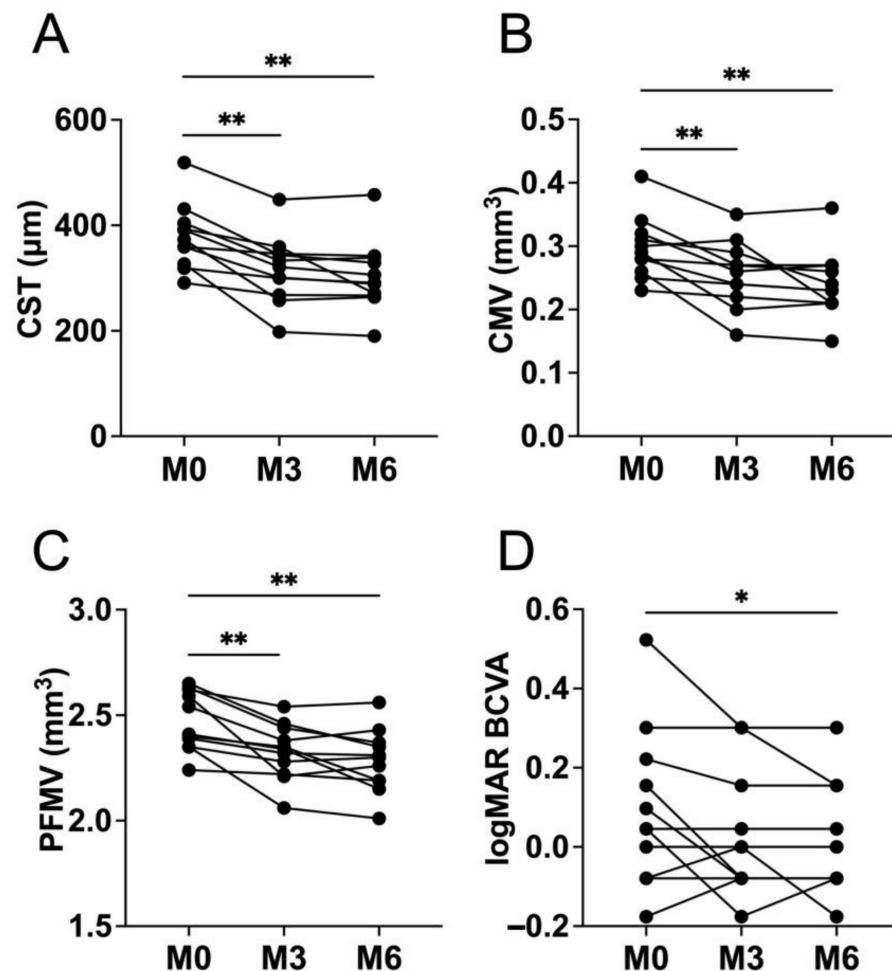 A
**
**
600
400
200
0
CST (μm)
M0 M3 M6
B
**
**
0.5
0.4
0.3
0.2
0.1
0.0
CMV (mm³)
M0 M3 M6
C
**
**
3.0
2.5
2.0
1.5
PFMV (mm³)
M0 M3 M6
D
*
0.6
0.4
0.2
0.0
−0.2
logMAR BCVA
M0 M3 M6